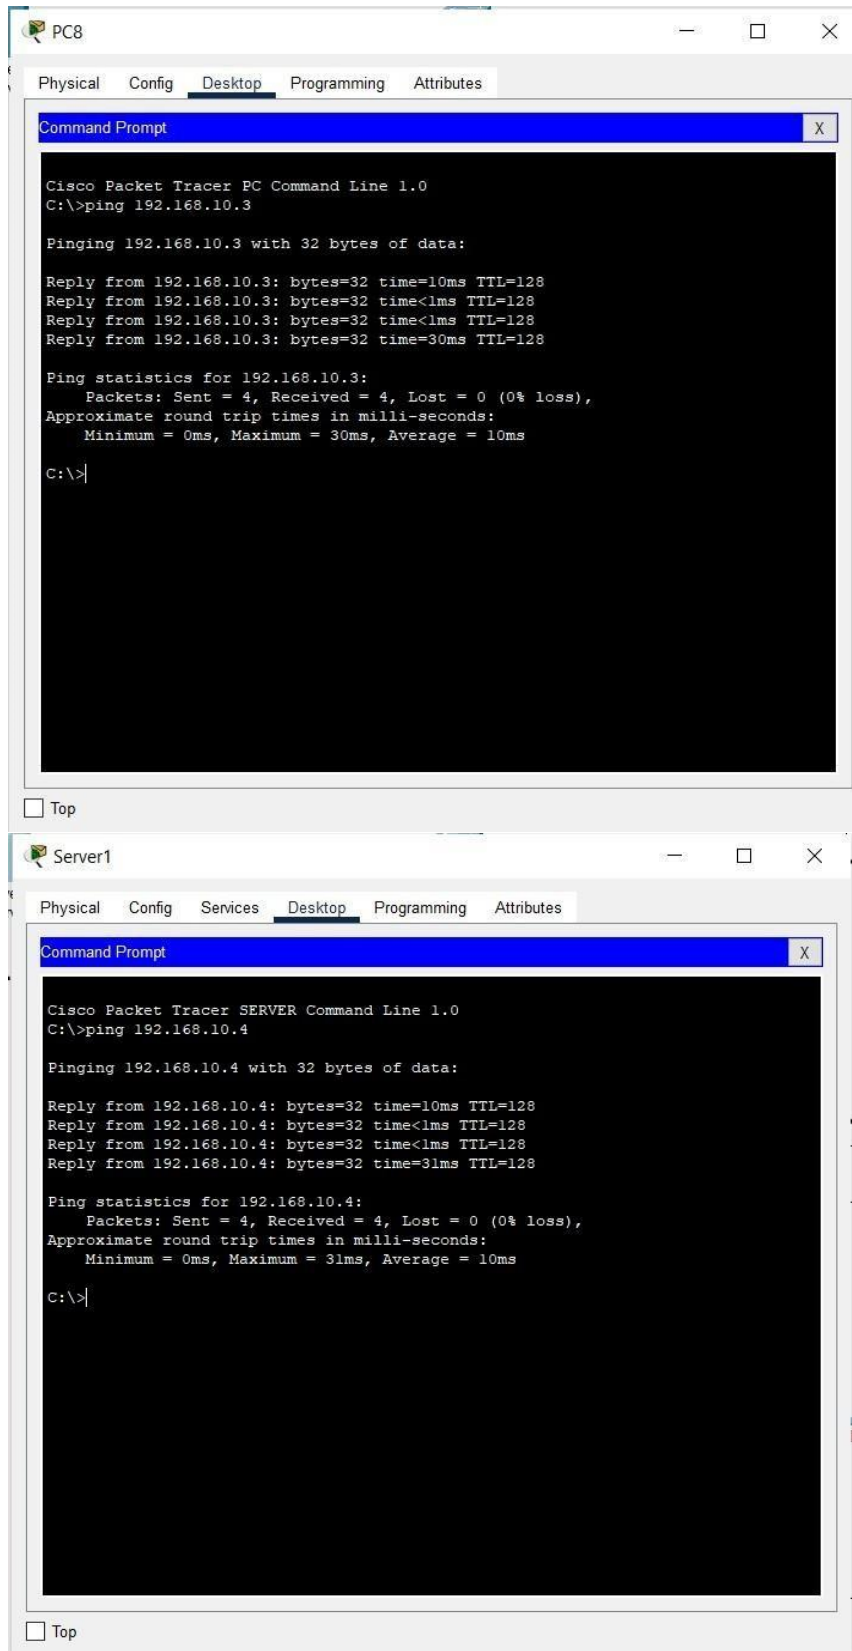 PC8
Physical Config Desktop Programming Attributes
Command Prompt
X
Cisco Packet Tracer PC Command Line 1.0
C:\>ping 192.168.10.3
Pinging 192.168.10.3 with 32 bytes of data:
Reply from 192.168.10.3: bytes=32 time=10ms TTL=128
Reply from 192.168.10.3: bytes=32 time<1ms TTL=128
Reply from 192.168.10.3: bytes=32 time<1ms TTL=128
Reply from 192.168.10.3: bytes=32 time=30ms TTL=128
Ping statistics for 192.168.10.3:
Packets: Sent = 4, Received = 4, Lost = 0 (0% loss),
Approximate round trip times in milli-seconds:
Minimum = 0ms, Maximum = 30ms, Average = 10ms
C:\>
Top
Server1
Physical Config Services Desktop Programming Attributes
Command Prompt
X
Cisco Packet Tracer SERVER Command Line 1.0
C:\>ping 192.168.10.4
Pinging 192.168.10.4 with 32 bytes of data:
Reply from 192.168.10.4: bytes=32 time=10ms TTL=128
Reply from 192.168.10.4: bytes=32 time<1ms TTL=128
Reply from 192.168.10.4: bytes=32 time<1ms TTL=128
Reply from 192.168.10.4: bytes=32 time=31ms TTL=128
Ping statistics for 192.168.10.4:
Packets: Sent = 4, Received = 4, Lost = 0 (0% loss),
Approximate round trip times in milli-seconds:
Minimum = 0ms, Maximum = 31ms, Average = 10ms
C:\>
Top